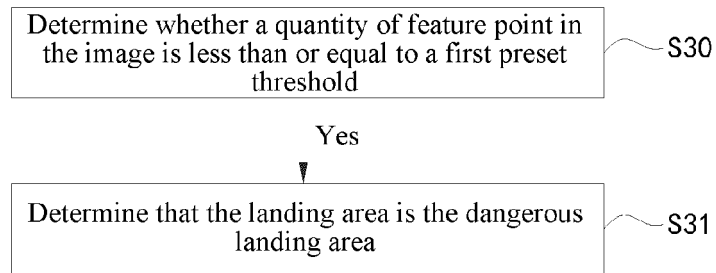 Determine whether a quantity of feature point in
the image is less than or equal to a first preset
threshold
S30
Yes
Determine that the landing area is the dangerous
landing area
S31